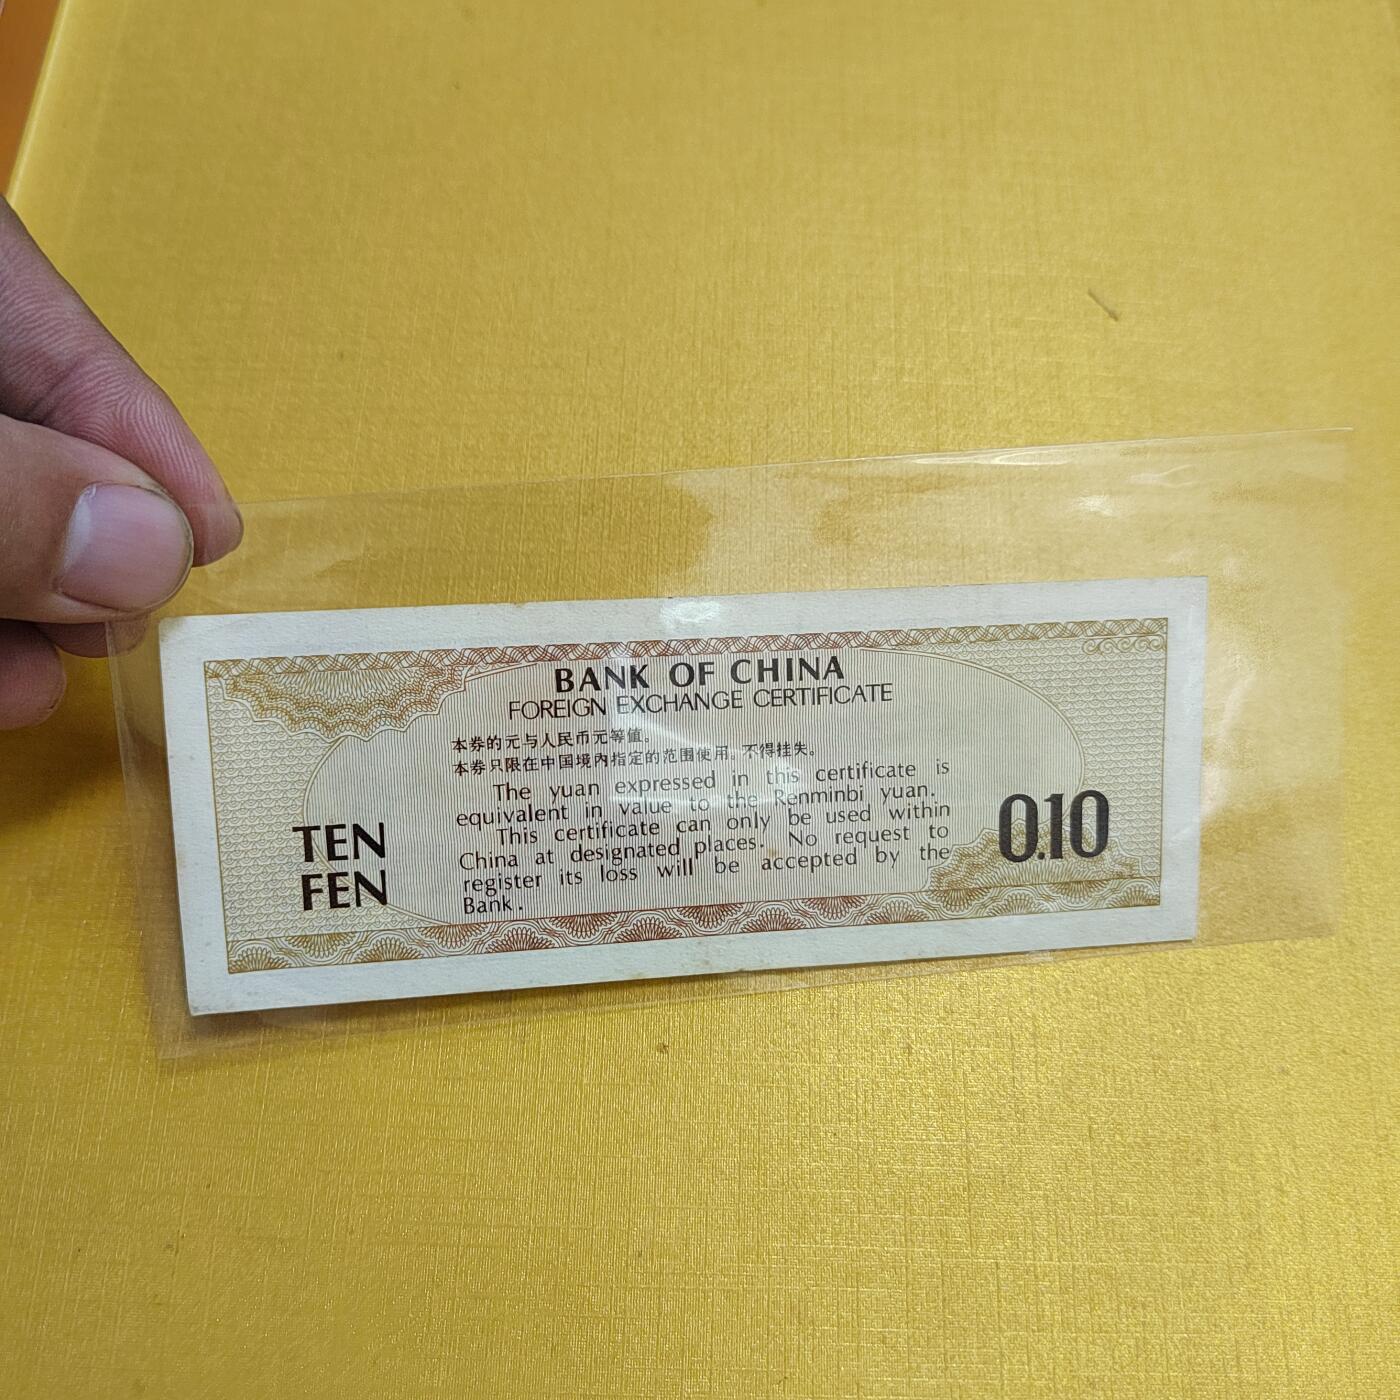 BANK OF CHINA
FOREIGN EXCHANGE CERTIFICATE
本券的元与人民币元等值。
本券只限在中国境内指定的范围使用。不得挂失。
The yuan expressed in this certificate is
equivalent in value to the Renminbi yuan.
This certificate can only be used within
China at designated places. No request to
register its loss will be accepted by the
Bank.
TEN
FEN
0.10